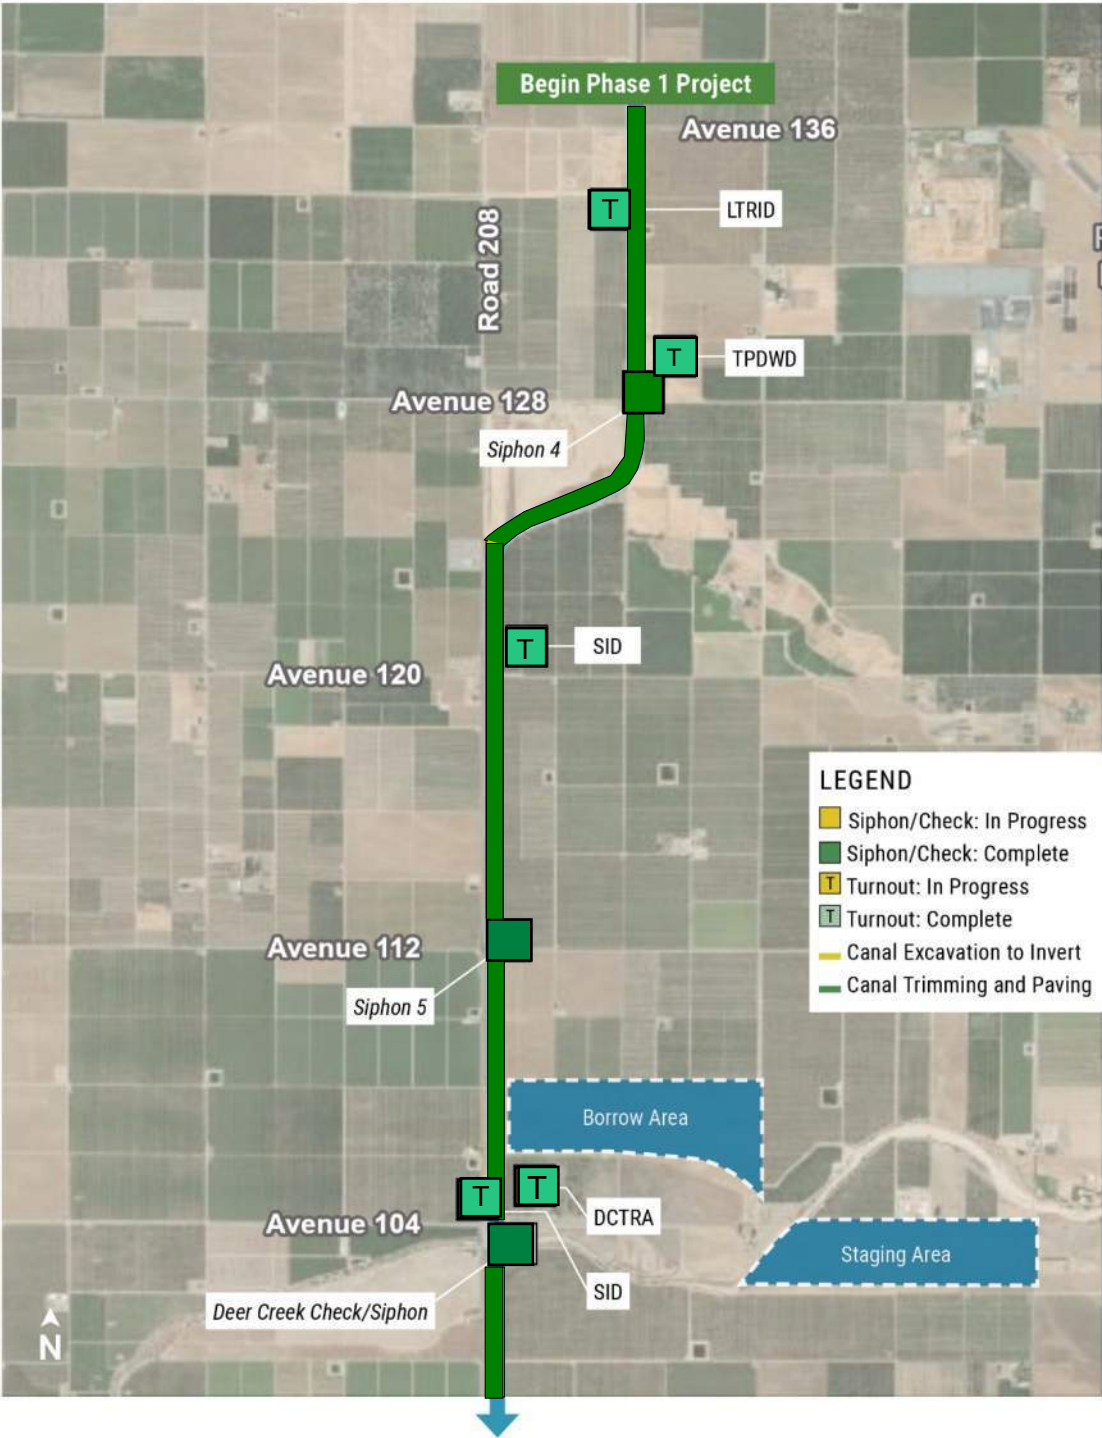 Begin Phase 1 Project
Avenue 136
T
LTRID
Road 208
T
TPDWD
Avenue 128
Siphon 4
T
SID
Avenue 120
LEGEND
Siphon/Check: In Progress
Siphon/Check: Complete
T Turnout: In Progress
T Turnout: Complete
Canal Excavation to Invert
Canal Trimming and Paving
Avenue 112
Siphon 5
Borrow Area
T
T
DCTRA
Avenue 104
Staging Area
SID
Deer Creek Check/Siphon
N